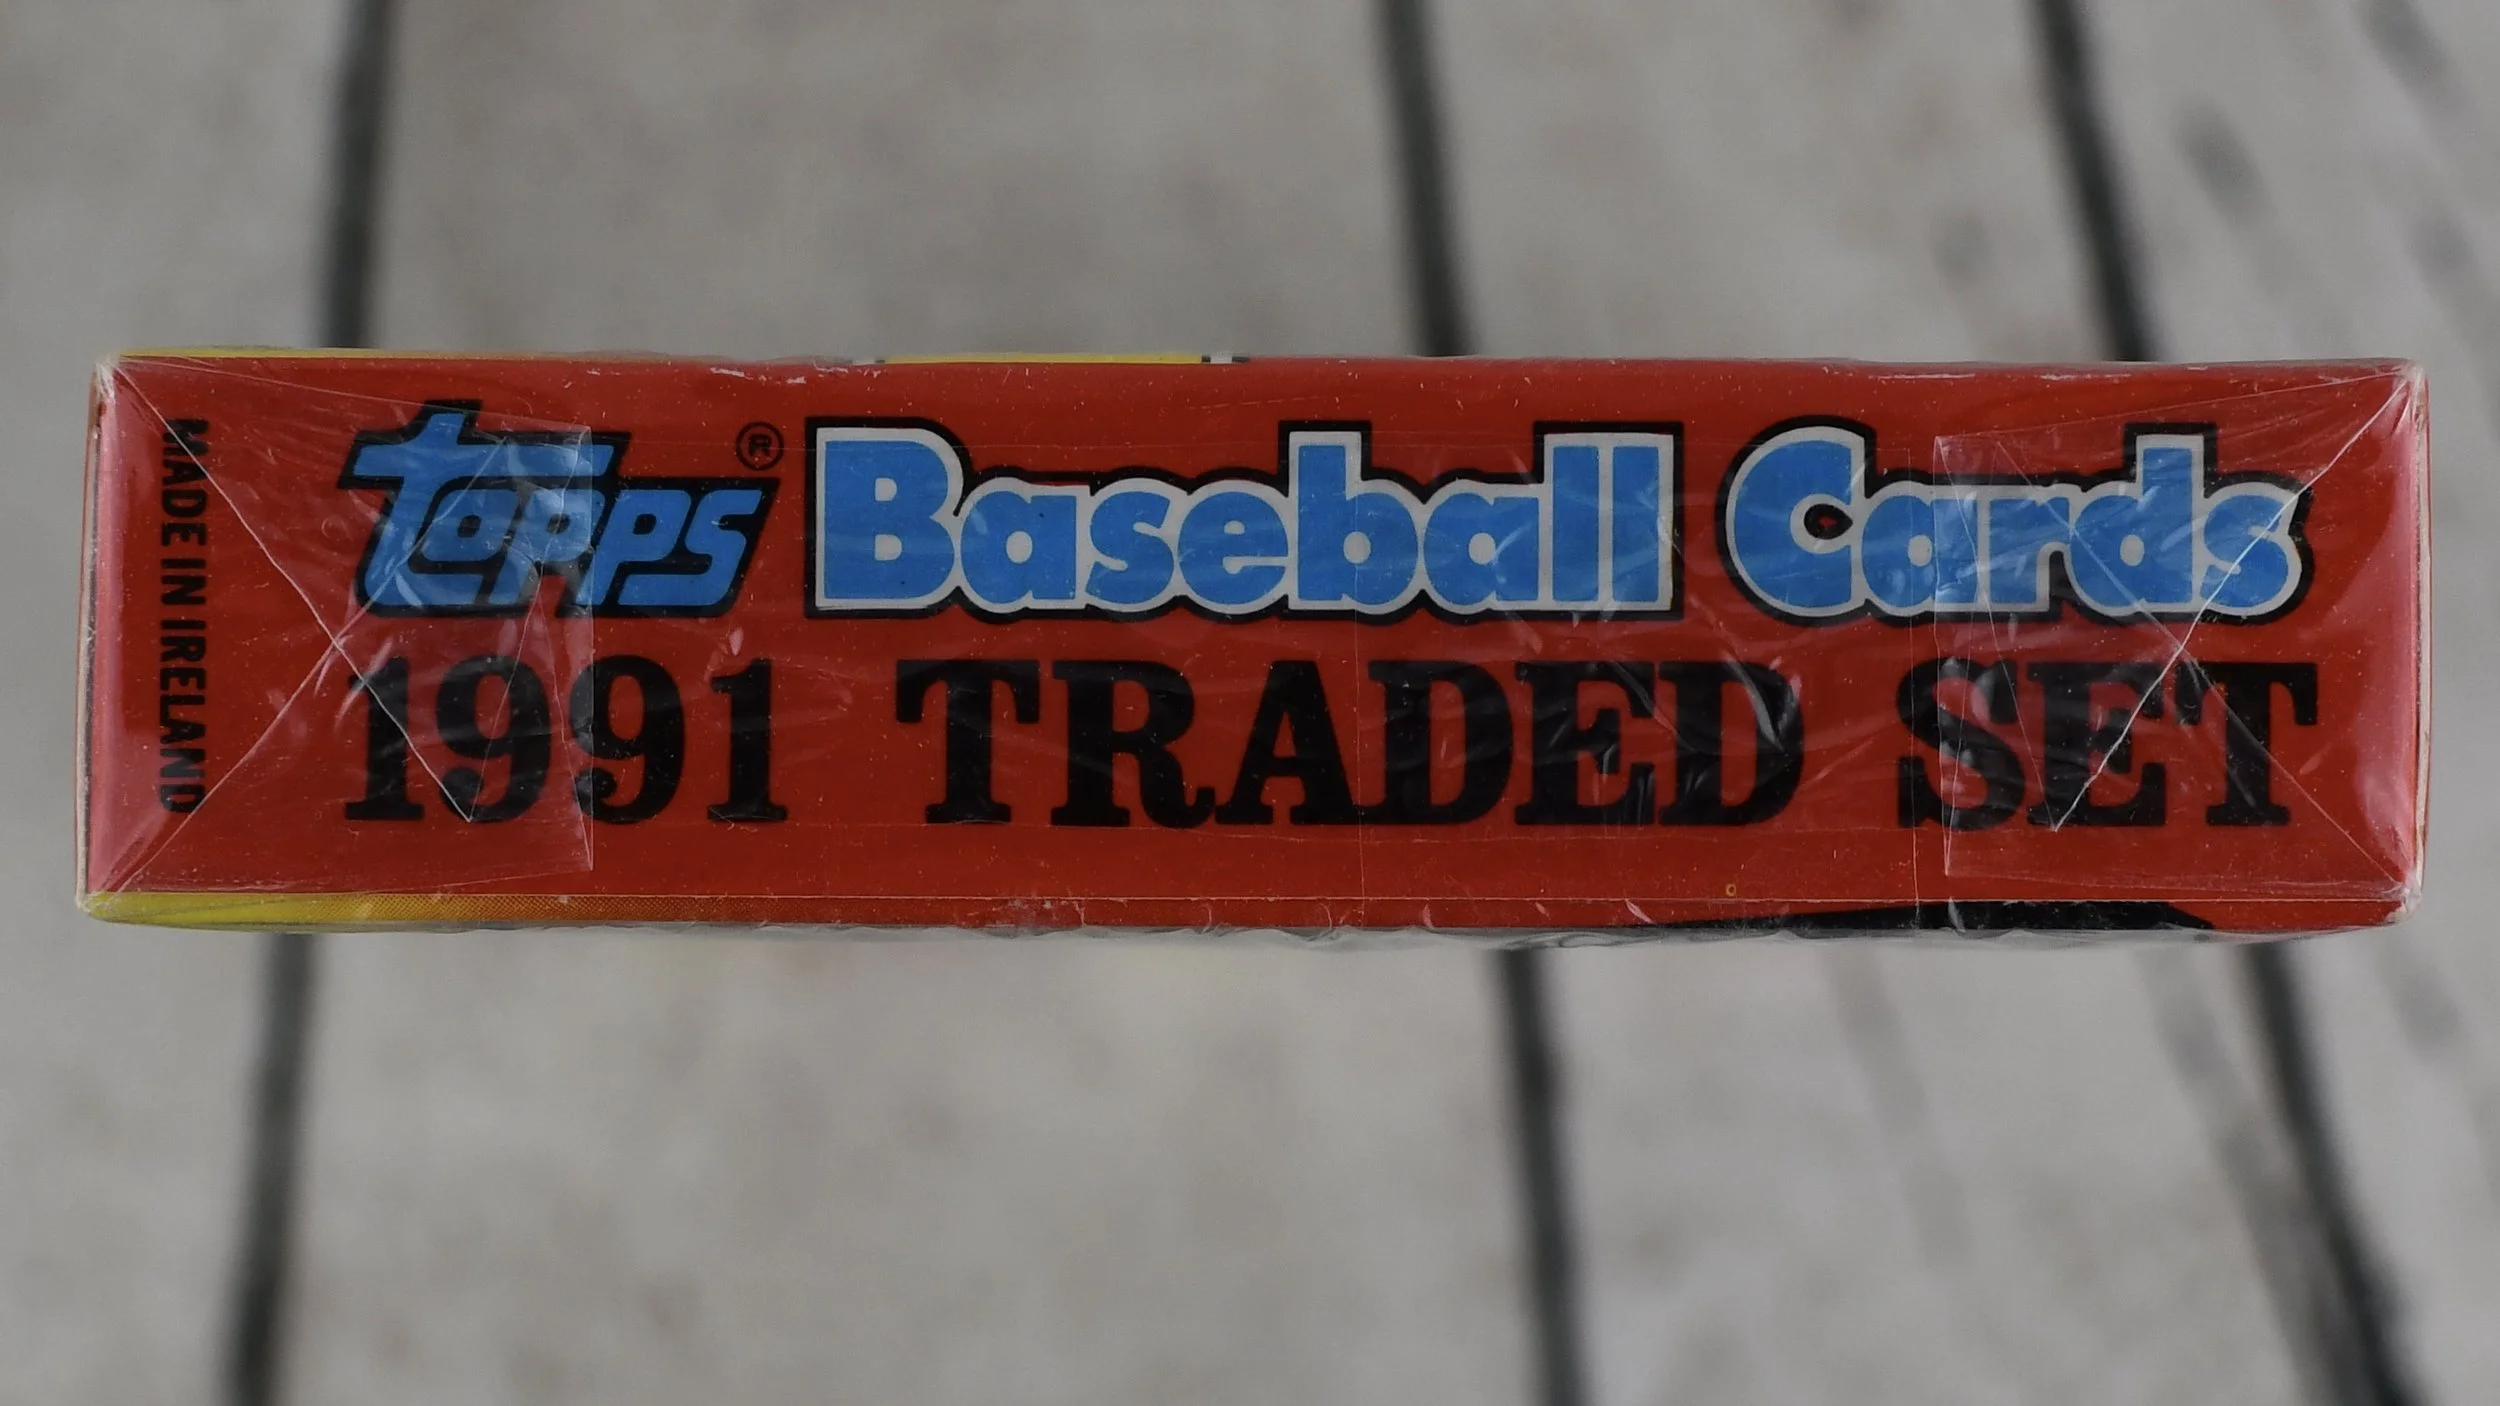 topps® Baseball Cards
1991 TRADED SET
MADE IN IRELAND